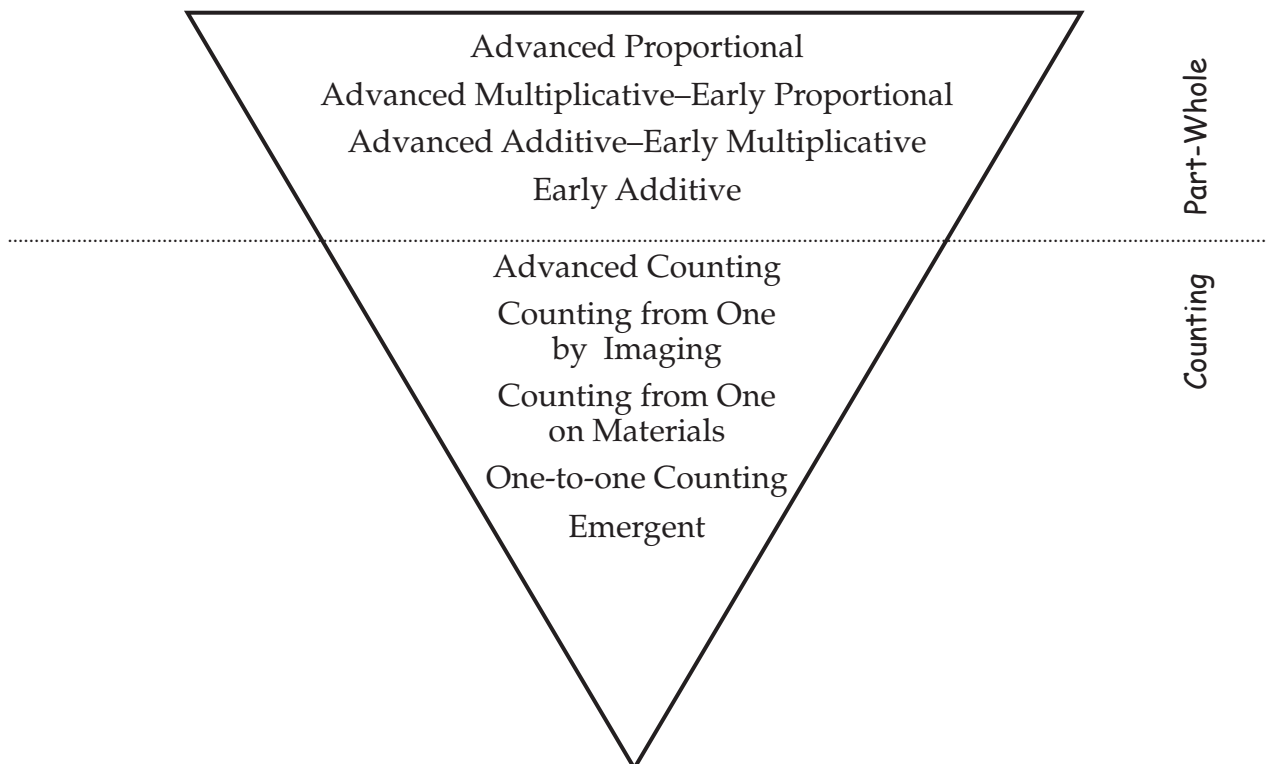 Advanced Proportional
Advanced Multiplicative–Early Proportional
Advanced Additive–Early Multiplicative
Early Additive
Part-Whole
Advanced Counting
Counting from One
by Imaging
Counting from One
on Materials
One-to-one Counting
Emergent
Counting